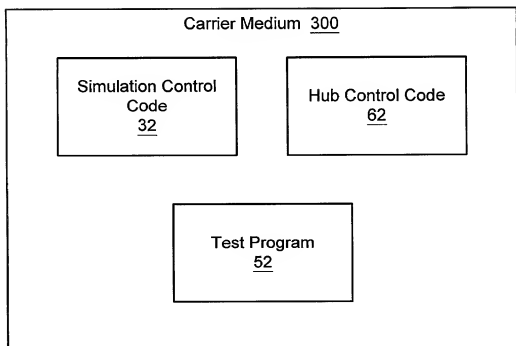 Carrier Medium 300
Simulation Control
Code
32
Hub Control Code
62
Test Program
52